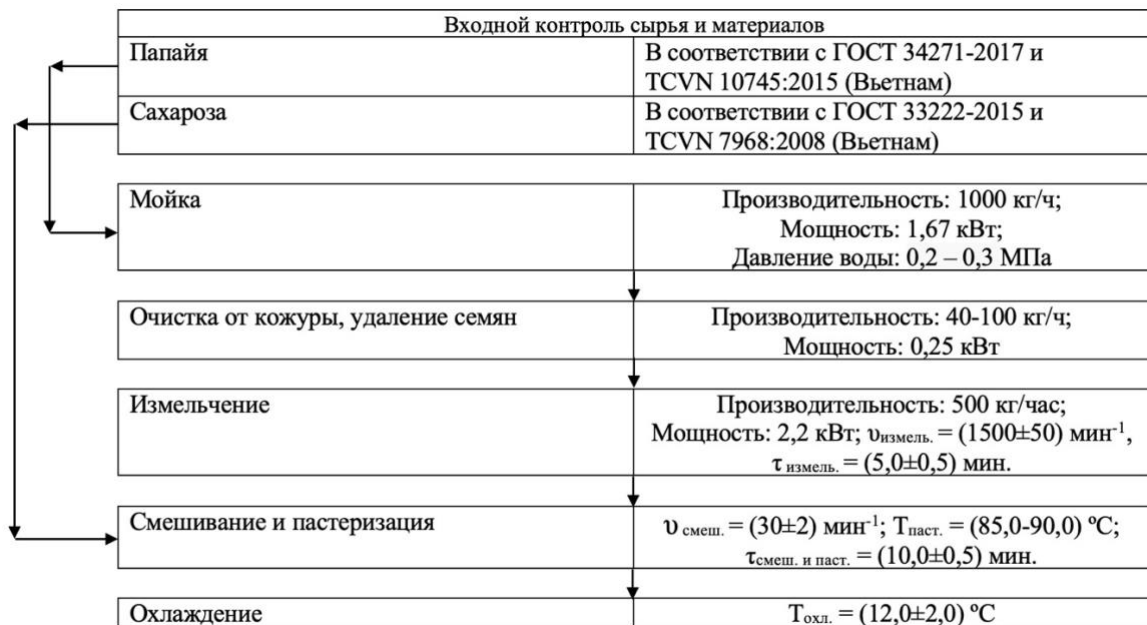 Входной контроль сырья и материалов
Папайя
В соответствии с ГОСТ 34271-2017 и
TCVN 10745:2015 (Вьетнам)
Сахароза
В соответствии с ГОСТ 33222-2015 и
TCVN 7968:2008 (Вьетнам)
Мойка
Производительность: 1000 кг/ч;
Мощность: 1,67 кВт;
Давление воды: 0,2 – 0,3 МПа
Очистка от кожуры, удаление семян
Производительность: 40-100 кг/ч;
Мощность: 0,25 кВт
Измельчение
Производительность: 500 кг/час;
Мощность: 2,2 кВт; υизмель. = (1500±50) мин⁻¹,
τ измель. = (5,0±0,5) мин.
Смешивание и пастеризация
υ смеш. = (30±2) мин⁻¹; Тпаст. = (85,0-90,0) ºС;
τсмеш. и паст. = (10,0±0,5) мин.
Охлаждение
Тохл. = (12,0±2,0) ºС